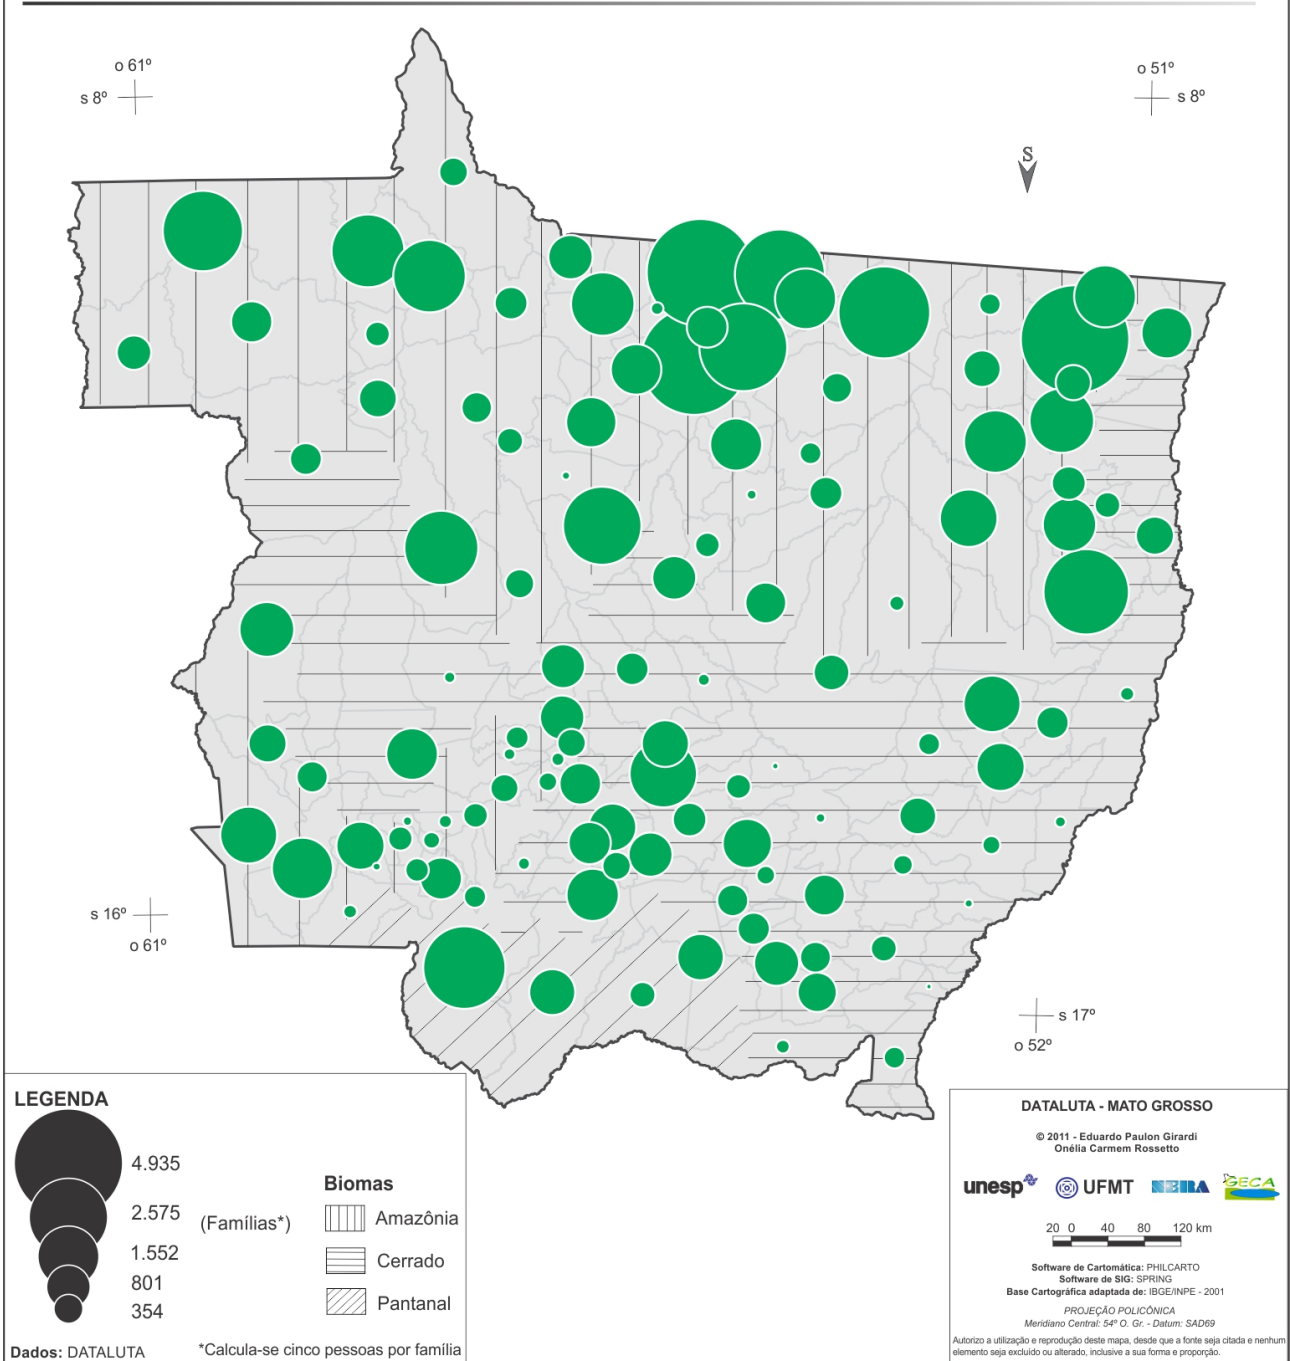 o 61º
s 8º
o 51º
s 8º
S
s 16º
o 61º
s 17º
o 52º
LEGENDA
4.935
2.575
1.552
801
354
(Famílias*)
Biomas
Amazônia
Cerrado
Pantanal
Dados: DATALUTA
*Calcula-se cinco pessoas por família
DATALUTA - MATO GROSSO
© 2011 - Eduardo Paulon Girardi
Onélia Carmem Rossetto
unesp
UFMT
NERA
GECA
20 0 40 80 120 km
Software de Cartomática: PHILCARTO
Software de SIG: SPRING
Base Cartográfica adaptada de: IBGE/INPE - 2001
PROJEÇÃO POLICÔNICA
Meridiano Central: 54º O. Gr. - Datum: SAD69
Autorizo a utilização e reprodução deste mapa, desde que a fonte seja citada e nenhum
elemento seja excluído ou alterado, inclusive a sua forma e proporção.